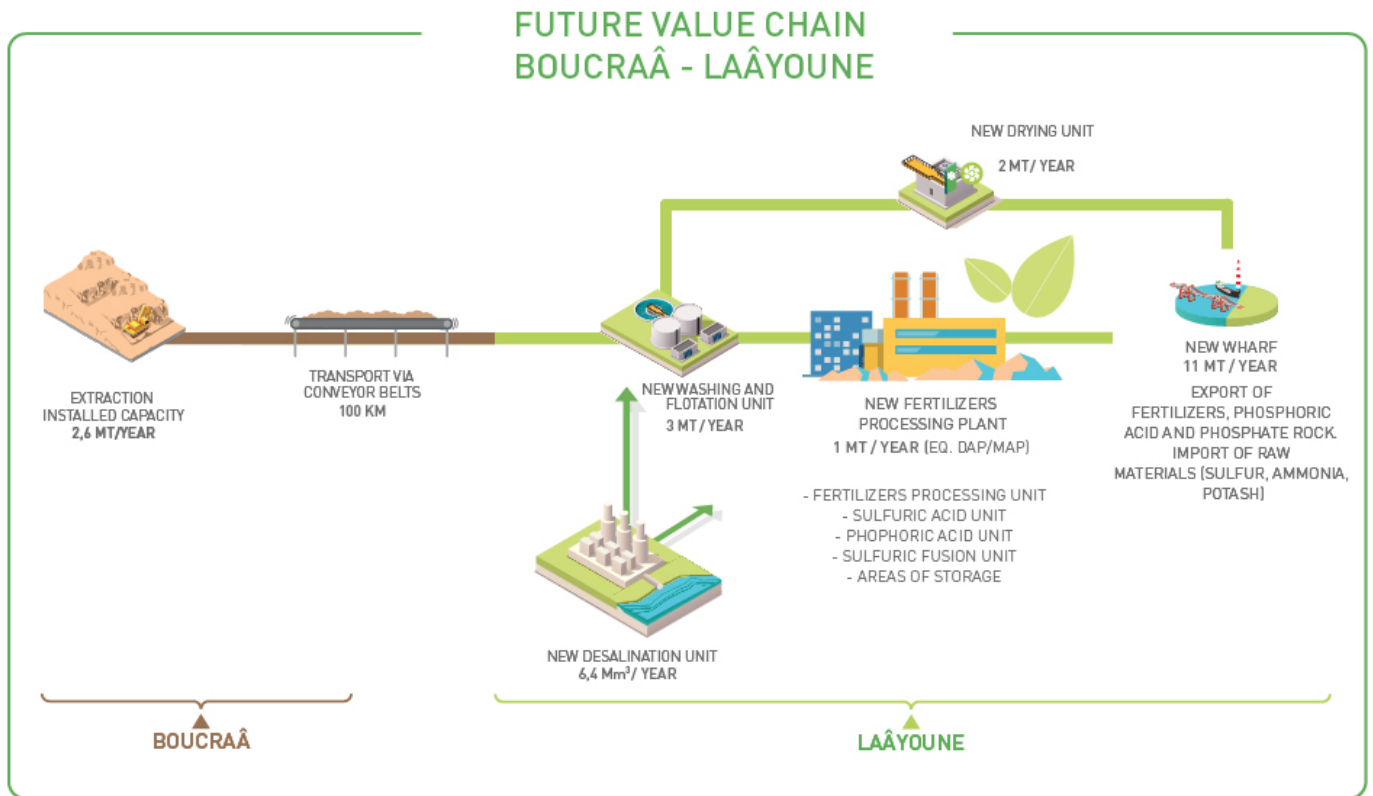 FUTURE VALUE CHAIN
BOUCRAÂ - LAÂYOUNE
NEW DRYING UNIT
2 MT/ YEAR
EXTRACTION
INSTALLED CAPACITY
2,6 MT/YEAR
TRANSPORT VIA
CONVEYOR BELTS
100 KM
NEW WASHING AND
FLOTATION UNIT
3 MT / YEAR
NEW FERTILIZERS
PROCESSING PLANT
1 MT / YEAR (EQ. DAP/MAP)
- FERTILIZERS PROCESSING UNIT
- SULFURIC ACID UNIT
- PHOPHORIC ACID UNIT
- SULFURIC FUSION UNIT
- AREAS OF STORAGE
NEW WHARF
11 MT / YEAR
EXPORT OF
FERTILIZERS, PHOSPHORIC
ACID AND PHOSPHATE ROCK.
IMPORT OF RAW
MATERIALS (SULFUR, AMMONIA,
POTASH)
NEW DESALINATION UNIT
6,4 Mm³/ YEAR
BOUCRAÂ
LAÂYOUNE